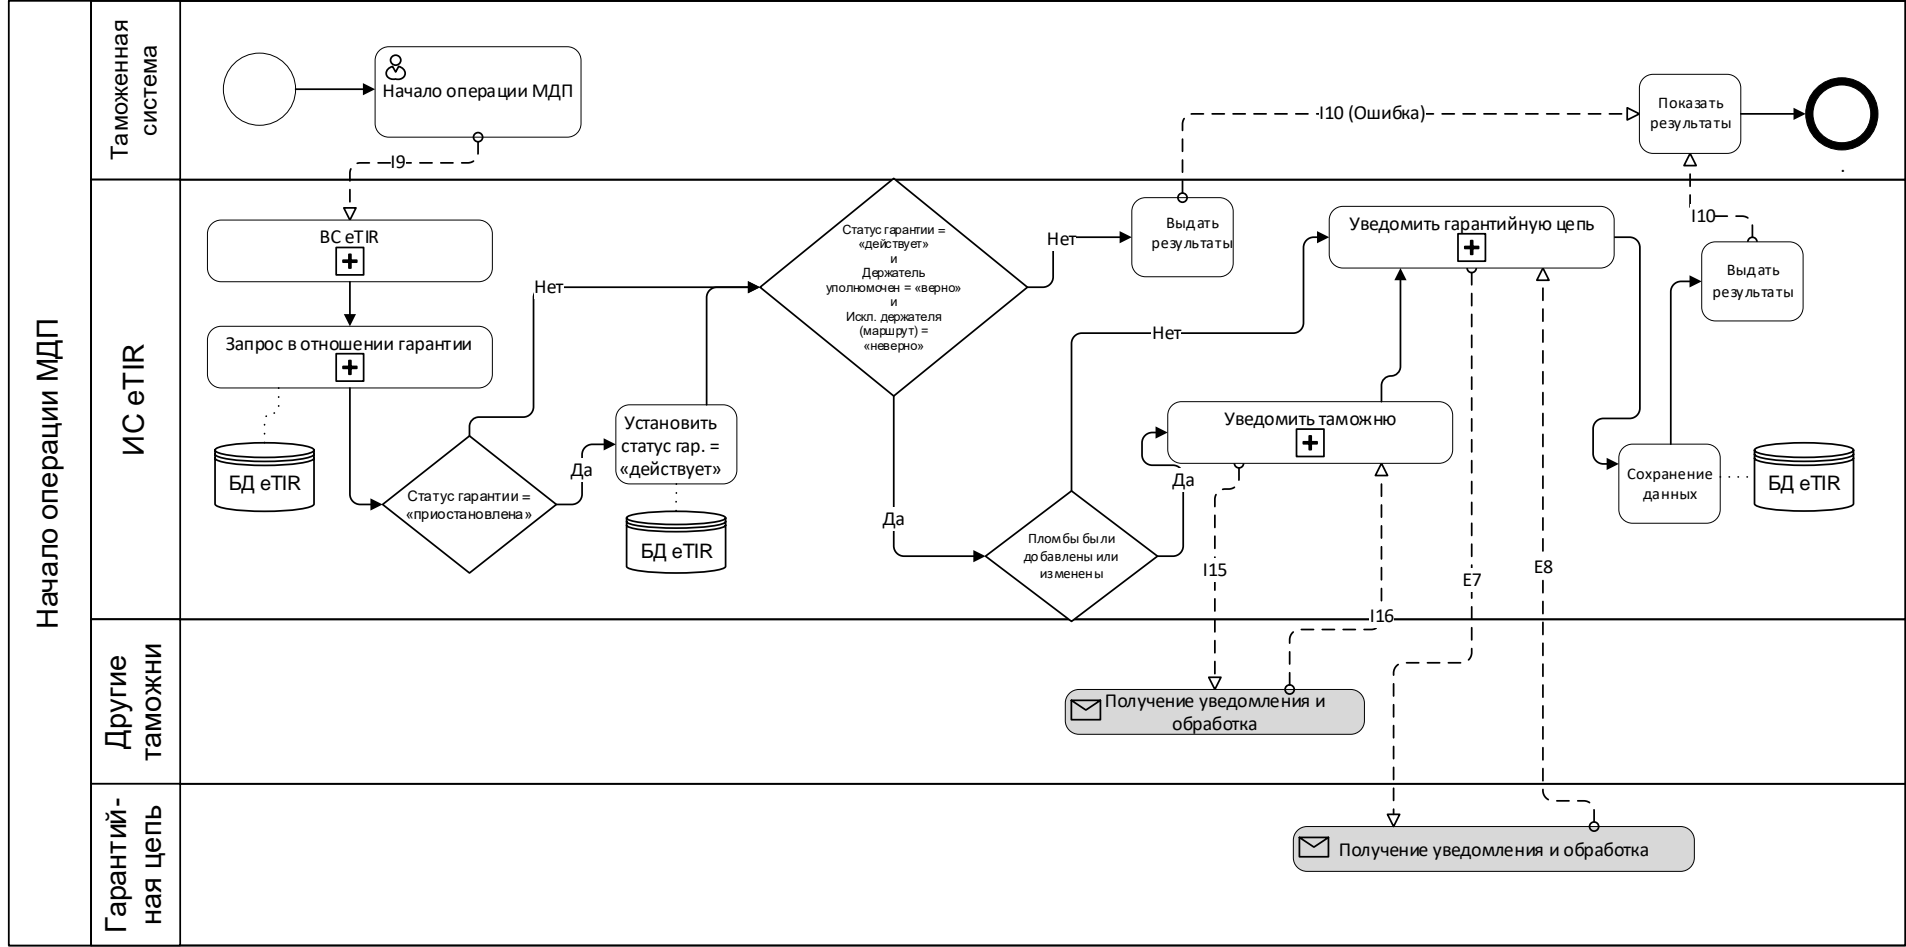 Начало операции МДП
Таможенная
система
Начало операции МДП
I9
I10 (Ошибка)
Показать
результаты
ИС eTIR
ВС eTIR
Запрос в отношении гарантии
БД eTIR
Статус гарантии =
«приостановлена»
Нет
Да
Установить
статус гар. =
«действует»
БД eTIR
Статус гарантии =
«действует»
и
Держатель
уполномочен = «верно»
и
Искл. держателя
(маршрут) =
«неверно»
Нет
Да
Выдать
результаты
Пломбы были
добавлены или
изменены
Нет
Да
Уведомить таможню
Уведомить гарантийную цепь
I15
I16
E7
E8
Сохранение
данных
БД eTIR
Выдать
результаты
I10
Другие
таможни
Получение уведомления и
обработка
Гарантий-
ная цепь
Получение уведомления и обработка